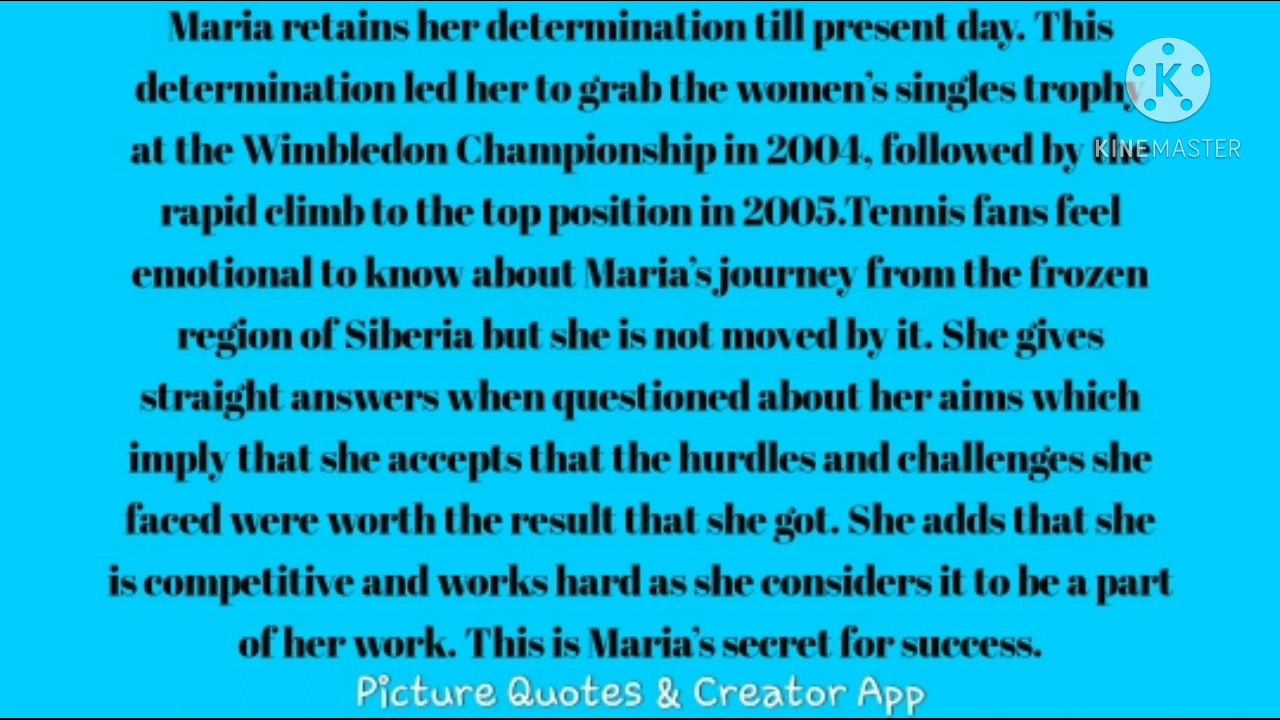 Maria retains her determination till present day. This
determination led her to grab the women's singles trophy
at the Wimbledon Championship in 2004, followed by the
rapid climb to the top position in 2005.Tennis fans feel
emotional to know about Maria's journey from the frozen
region of Siberia but she is not moved by it. She gives
straight answers when questioned about her aims which
imply that she accepts that the hurdles and challenges she
faced were worth the result that she got. She adds that she
is competitive and works hard as she considers it to be a part
of her work. This is Maria's secret for success.
Picture Quotes & Creator App
K
KINEMASTER